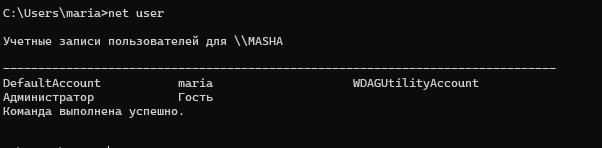 C:\Users\maria>net user
Учетные записи пользователей для \\MASHA
-------------------------------------------------------------------------------
DefaultAccount           maria                    WDAGUtilityAccount
Администратор            Гость
Команда выполнена успешно.